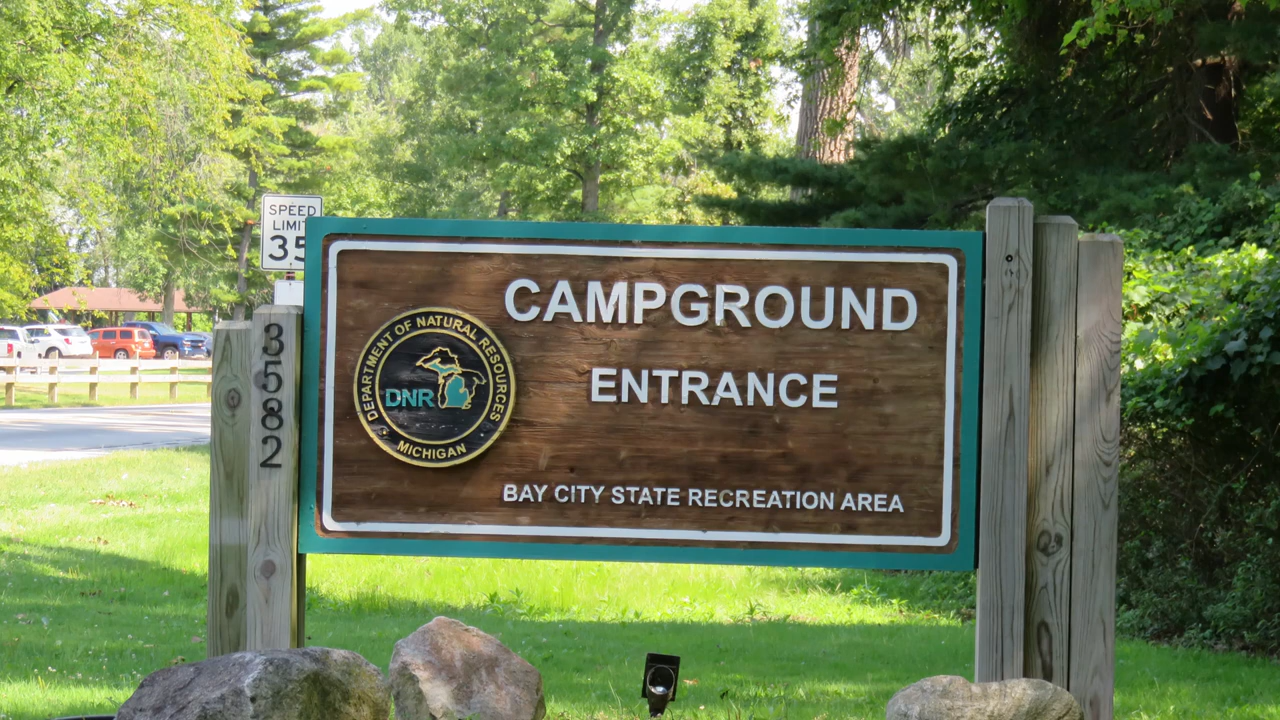 SPEED
LIMIT
35
3582
CAMPGROUND
ENTRANCE
DEPARTMENT OF NATURAL RESOURCES
DNR
MICHIGAN
BAY CITY STATE RECREATION AREA